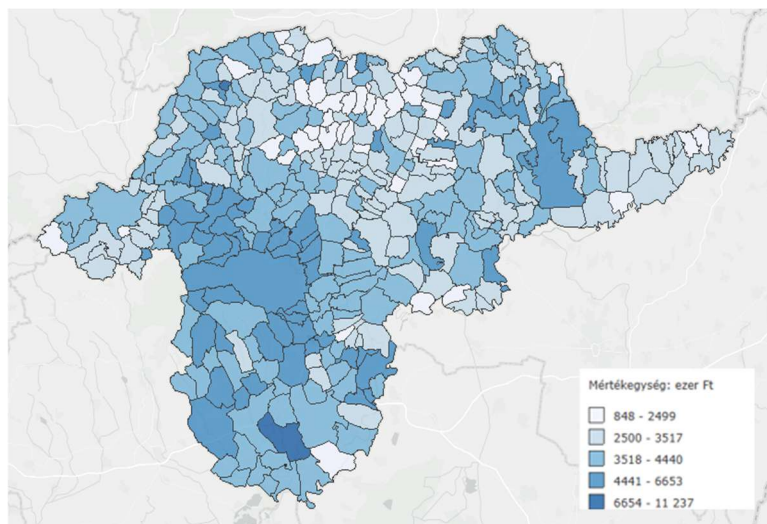 Mértékegység: ezer Ft
848 - 2499
2500 - 3517
3518 - 4440
4441 - 6653
6654 - 11 237